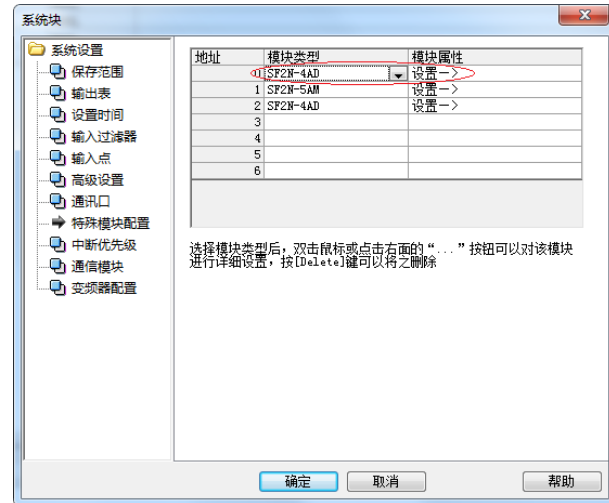 系统块
系统设置
保存范围
输出表
设置时间
输入过滤器
输入点
高级设置
通讯口
特殊模块配置
中断优先级
通信模块
变频器配置
地址 模块类型 模块属性
0 SF2N-4AD 设置—>
1 SF2N-5AM 设置—>
2 SF2N-4AD 设置—>
3
4
5
6
选择模块类型后，双击鼠标或点击右面的“...”按钮可以对该模块
进行详细设置，按[Delete]键可以将之删除
确定 取消 帮助